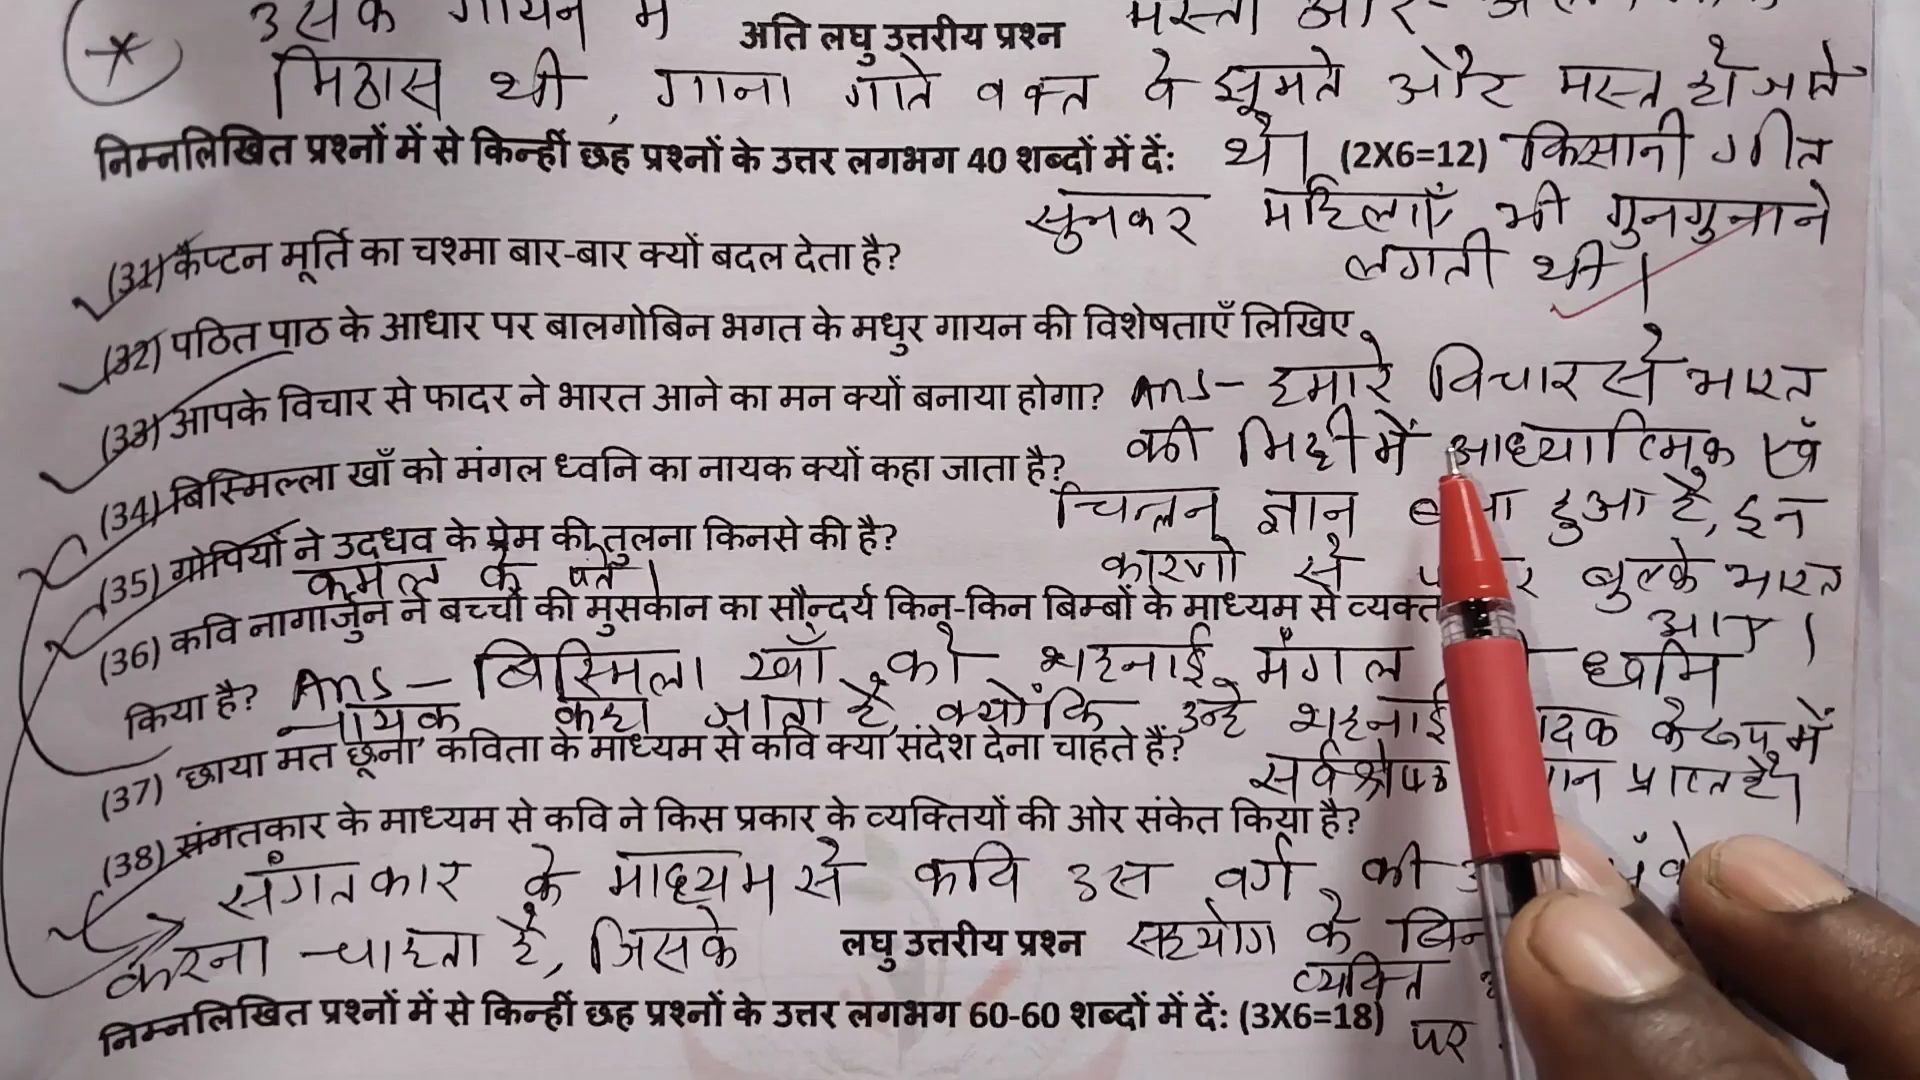 उसके गायन में
अति लघु उत्तरीय प्रश्न
मिठास थी, गाना गाते वक्त वे झूमते और मस्त हो जाते
निम्नलिखित प्रश्नों में से किन्हीं छह प्रश्नों के उत्तर लगभग 40 शब्दों में दें: थे। (2X6=12) किसानी गीत
सुनकर महिलाएँ भी गुनगुनाने
(31) कैप्टन मूर्ति का चश्मा बार-बार क्यों बदल देता है? लगती थी।
(32) पठित पाठ के आधार पर बालगोबिन भगत के मधुर गायन की विशेषताएँ लिखिए.
(33) आपके विचार से फादर ने भारत आने का मन क्यों बनाया होगा? Ans- हमारे विचार से भारत
की मिट्टी में आध्यात्मिक एवं
(34) बिस्मिल्ला खाँ को मंगल ध्वनि का नायक क्यों कहा जाता है?
चिन्तन ज्ञान हुआ है, इन
(35) गोपियों ने उद्धव के प्रेम की तुलना किनसे की है?
कमल के पत्ते। कारणों से बुल्के भारत
(36) कवि नागार्जुन ने बच्चों की मुसकान का सौन्दर्य किन्-किन बिम्बों के माध्यम से व्यक्त
आए।
किया है? Ans- बिस्मिला खाँ को शहनाई मंगल ध्वनि
नायक कहा जाता है, क्योंकि उन्हे शहनाई के रूप में
(37) 'छाया मत छूना' कविता के माध्यम से कवि क्या संदेश देना चाहते हैं?
सर्वश्रेष्ठ प्राप्त है।
(38) संगतकार के माध्यम से कवि ने किस प्रकार के व्यक्तियों की ओर संकेत किया है?
संगतकार के माध्यम से कवि उस वर्ग की
करना चाहता है, जिसके लघु उत्तरीय प्रश्न सहयोग के
व्यक्ति
निम्नलिखित प्रश्नों में से किन्हीं छह प्रश्नों के उत्तर लगभग 60-60 शब्दों में दें: (3X6=18)
पर